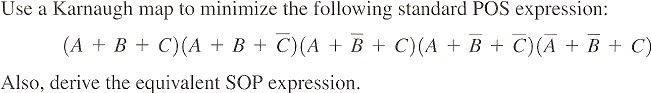 Use a Karnaugh map to minimize the following standard POS expression:
(A + B + C)(A + B + C̅)(A + B̅ + C)(A + B̅ + C̅)(A̅ + B̅ + C)
Also, derive the equivalent SOP expression.